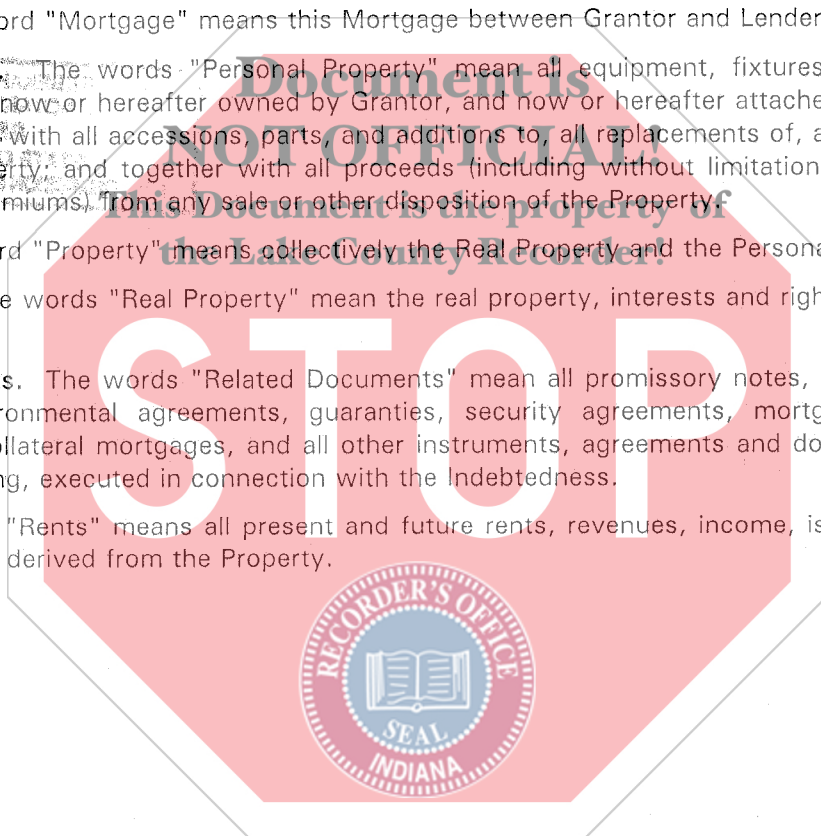 ord "Mortgage" means this Mortgage between Grantor and Lender
The words "Personal Property" mean all equipment, fixtures
now or hereafter owned by Grantor, and now or hereafter attache
with all accessions, parts, and additions to, all replacements of, a
erty; and together with all proceeds (including without limitation
miums) from any sale or other disposition of the Property.
rd "Property" means collectively the Real Property and the Persona
e words "Real Property" mean the real property, interests and righ
s. The words "Related Documents" mean all promissory notes,
ronmental agreements, guaranties, security agreements, mortg
ollateral mortgages, and all other instruments, agreements and do
ng, executed in connection with the Indebtedness.
"Rents" means all present and future rents, revenues, income, is
derived from the Property.
Document is
NOT OFFICIAL!
This Document is the property of
the Lake County Recorder!
STOP
RECORDER'S OFFICE
SEAL
INDIANA